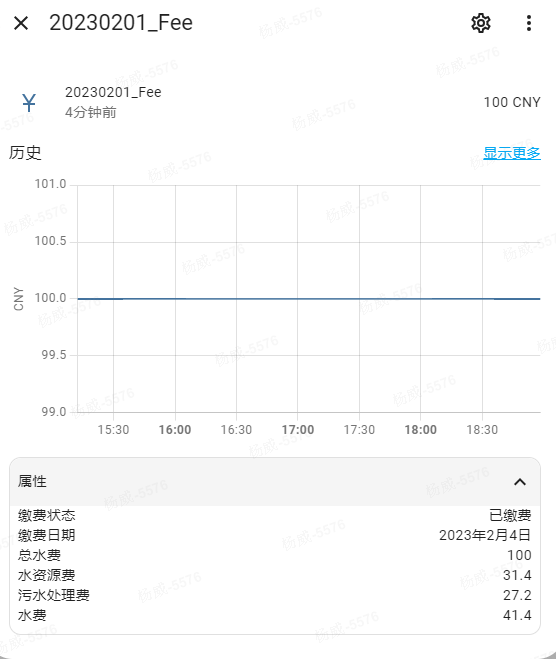 20230201_Fee
¥ 20230201_Fee
4分钟前
100 CNY
历史 显示更多
101.0
100.5
100.0
99.5
99.0
CNY
15:30 16:00 16:30 17:00 17:30 18:00 18:30
属性
缴费状态 已缴费
缴费日期 2023年2月4日
总水费 100
水资源费 31.4
污水处理费 27.2
水费 41.4
杨威-5576